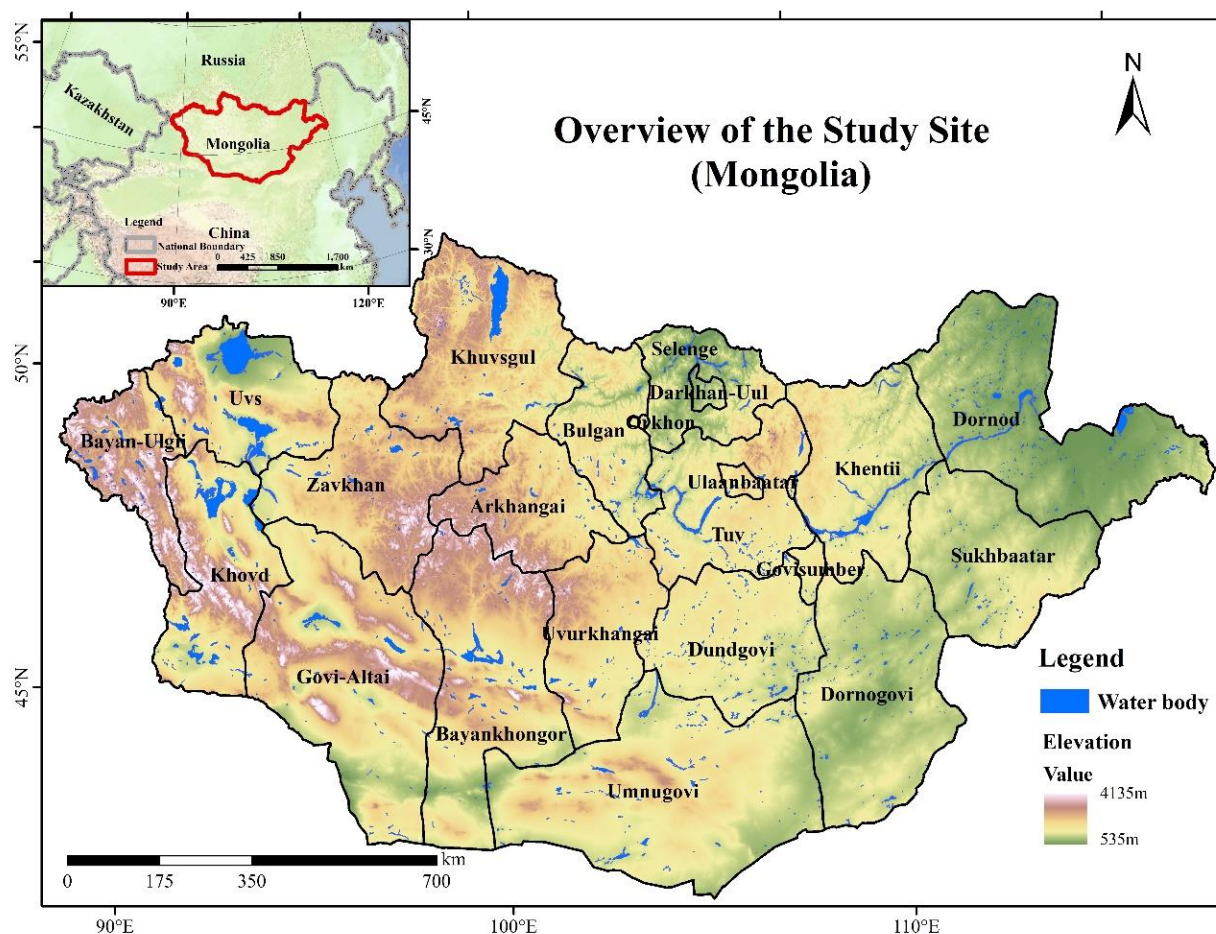 55°N
Russia
Kazakhstan
Mongolia
45°N
China
Legend
National Boundary
Study Area
0 425 850 1,700
km
30°N
90°E 120°E
N
Overview of the Study Site
(Mongolia)
50°N
45°N
Khuvsgul
Selenge
Darkhan-Uul
Uvs
Bulgan
Dornod
Bayan-Ulgii
Khentii
Zavkhan
Arkhangai
Ulaanbaatar
Tuv
Sukhbaatar
Khovd
Govisumber
Uvurkhangai
Dundgovi
Govi-Altai
Dornogovi
Bayankhongor
Umnugovi
Legend
Water body
Elevation
Value
4135m
535m
km
0 175 350 700
90°E 100°E 110°E